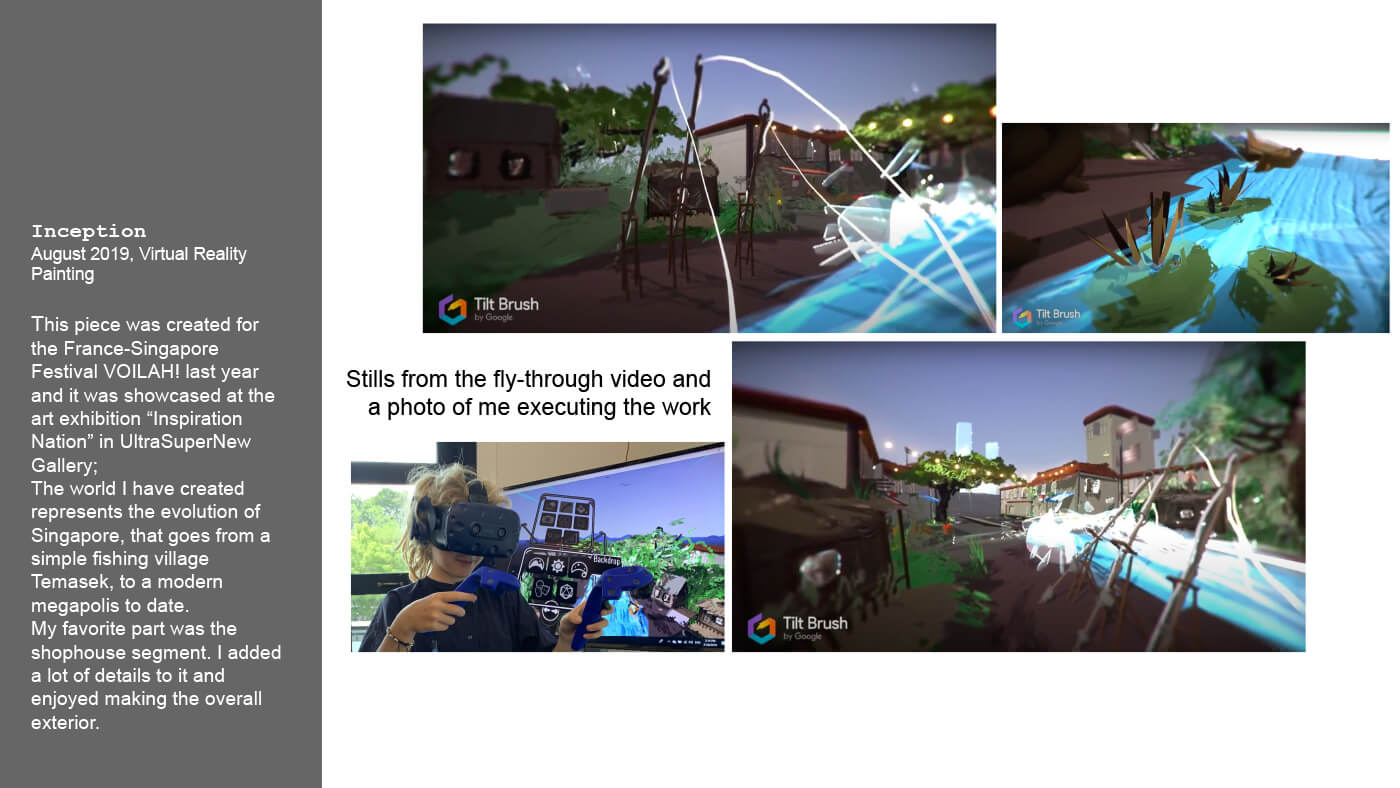 Inception
August 2019, Virtual Reality
Painting
This piece was created for
the France-Singapore
Festival VOILAH! last year
and it was showcased at the
art exhibition “Inspiration
Nation” in UltraSuperNew
Gallery;
The world I have created
represents the evolution of
Singapore, that goes from a
simple fishing village
Temasek, to a modern
megapolis to date.
My favorite part was the
shophouse segment. I added
a lot of details to it and
enjoyed making the overall
exterior.
Tilt Brush
by Google
Tilt Brush
by Google
Stills from the fly-through video and
a photo of me executing the work
Backdrop
Tilt Brush
by Google